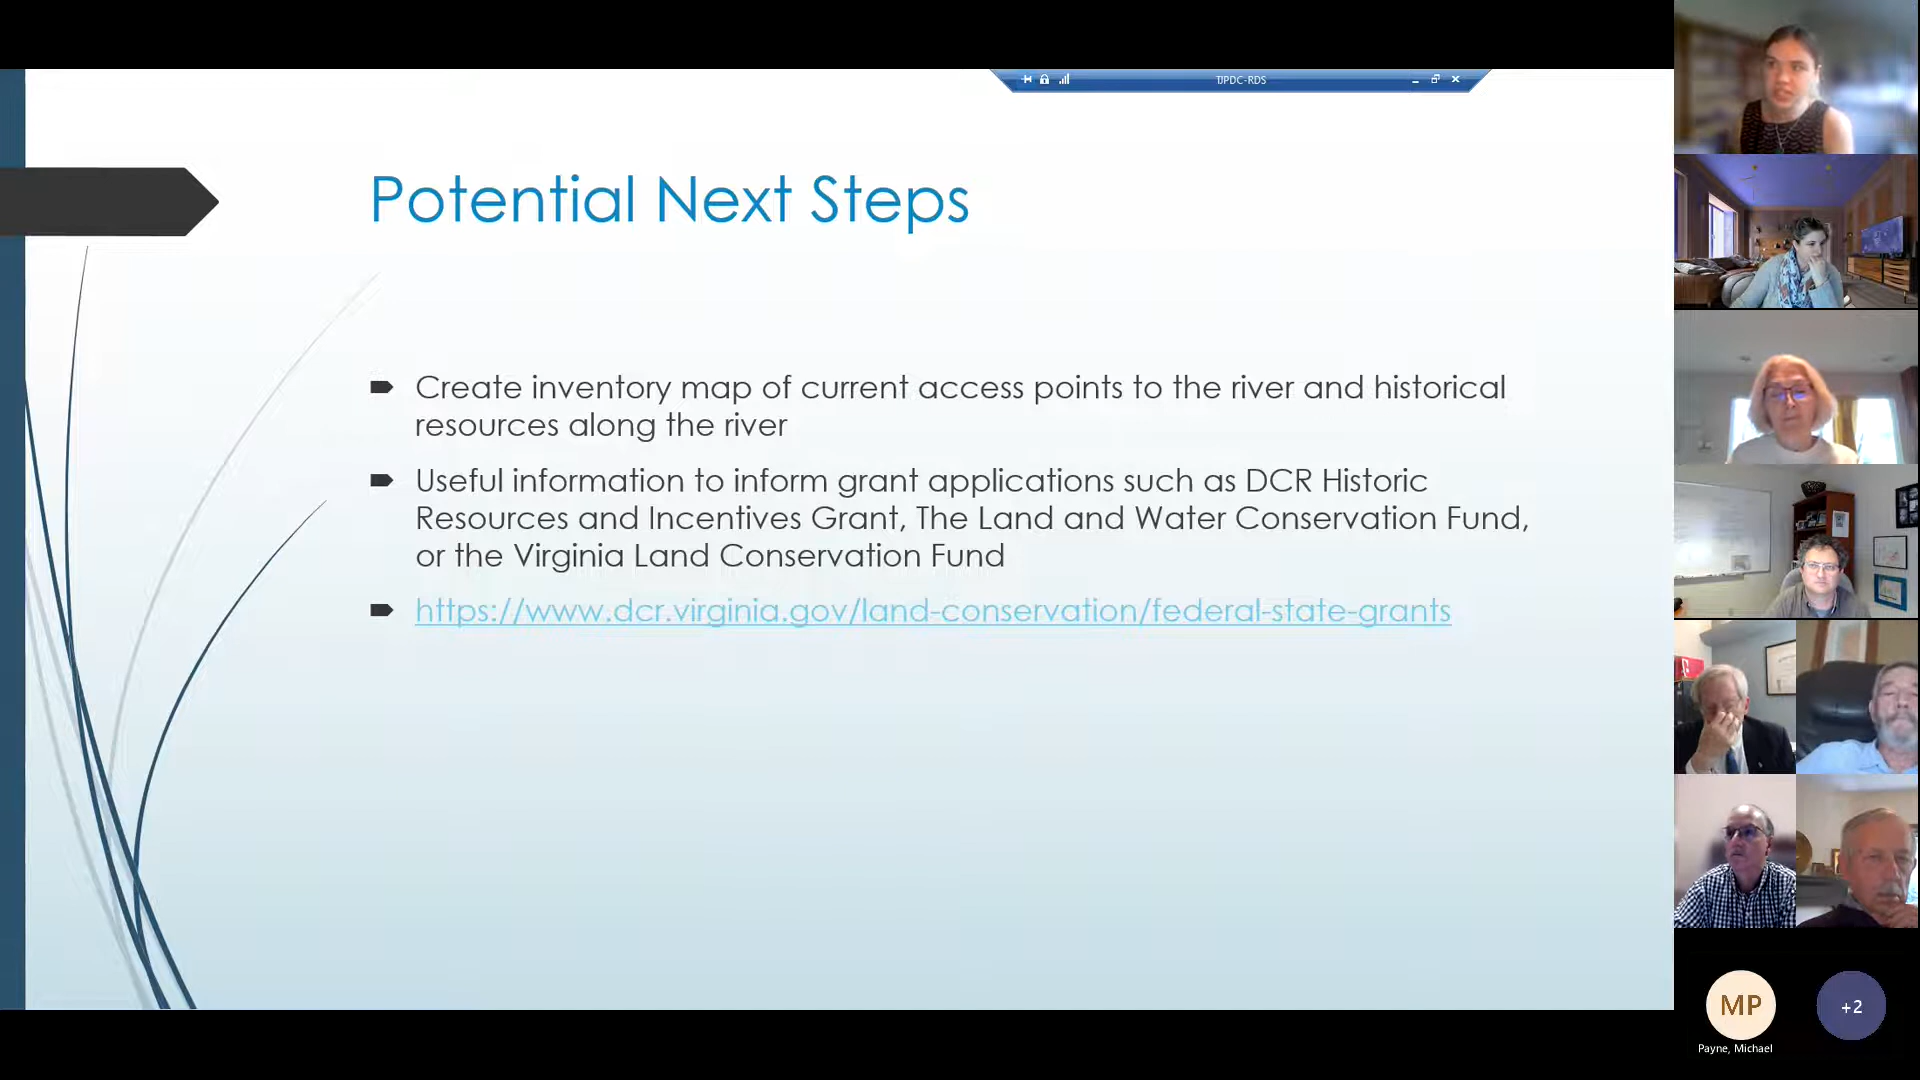 TJPDC-RDS
Potential Next Steps
Create inventory map of current access points to the river and historical
resources along the river
Useful information to inform grant applications such as DCR Historic
Resources and Incentives Grant, The Land and Water Conservation Fund,
or the Virginia Land Conservation Fund
https://www.dcr.virginia.gov/land-conservation/federal-state-grants
MP
+2
Payne, Michael